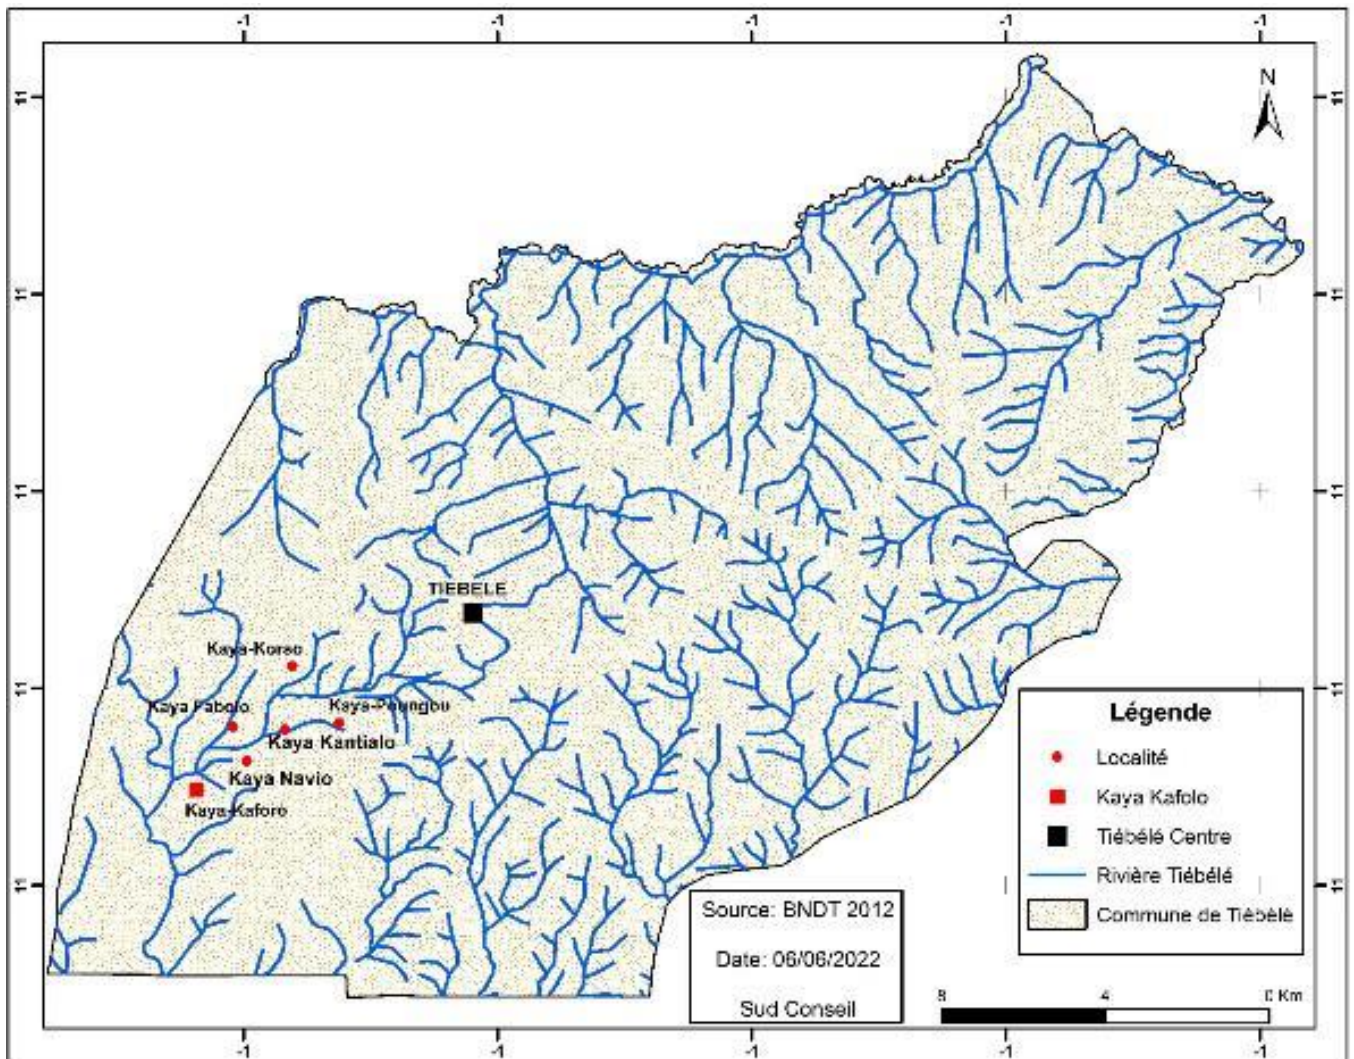 -1 -1 -1 -1 -1
N
11 11
11 11
11 11
TIEBELE
Kaya-Korso
11 11
Kaya Fabolo
Kaya-Poungou
Kaya Kantialo
Kaya Navio
Kaya-Kaforo
11 11
Légende
Localité
Kaya Kafolo
Tiébélé Centre
Rivière Tiébélé
Commune de Tiébélé
Source: BNDT 2012
Date: 06/06/2022
Sud Conseil
8 4 0 Km
-1 -1 -1 -1 -1